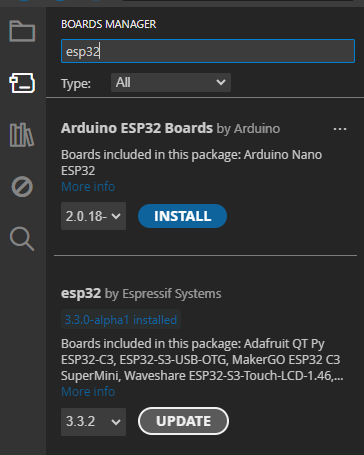 BOARDS MANAGER
esp32
Type: All
Arduino ESP32 Boards by Arduino ...
Boards included in this package: Arduino Nano
ESP32
More info
2.0.18- INSTALL
esp32 by Espressif Systems
3.3.0-alpha1 installed
Boards included in this package: Adafruit QT Py
ESP32-C3, ESP32-S3-USB-OTG, MakerGO ESP32 C3
SuperMini, Waveshare ESP32-S3-Touch-LCD-1.46,...
More info
3.3.2 UPDATE